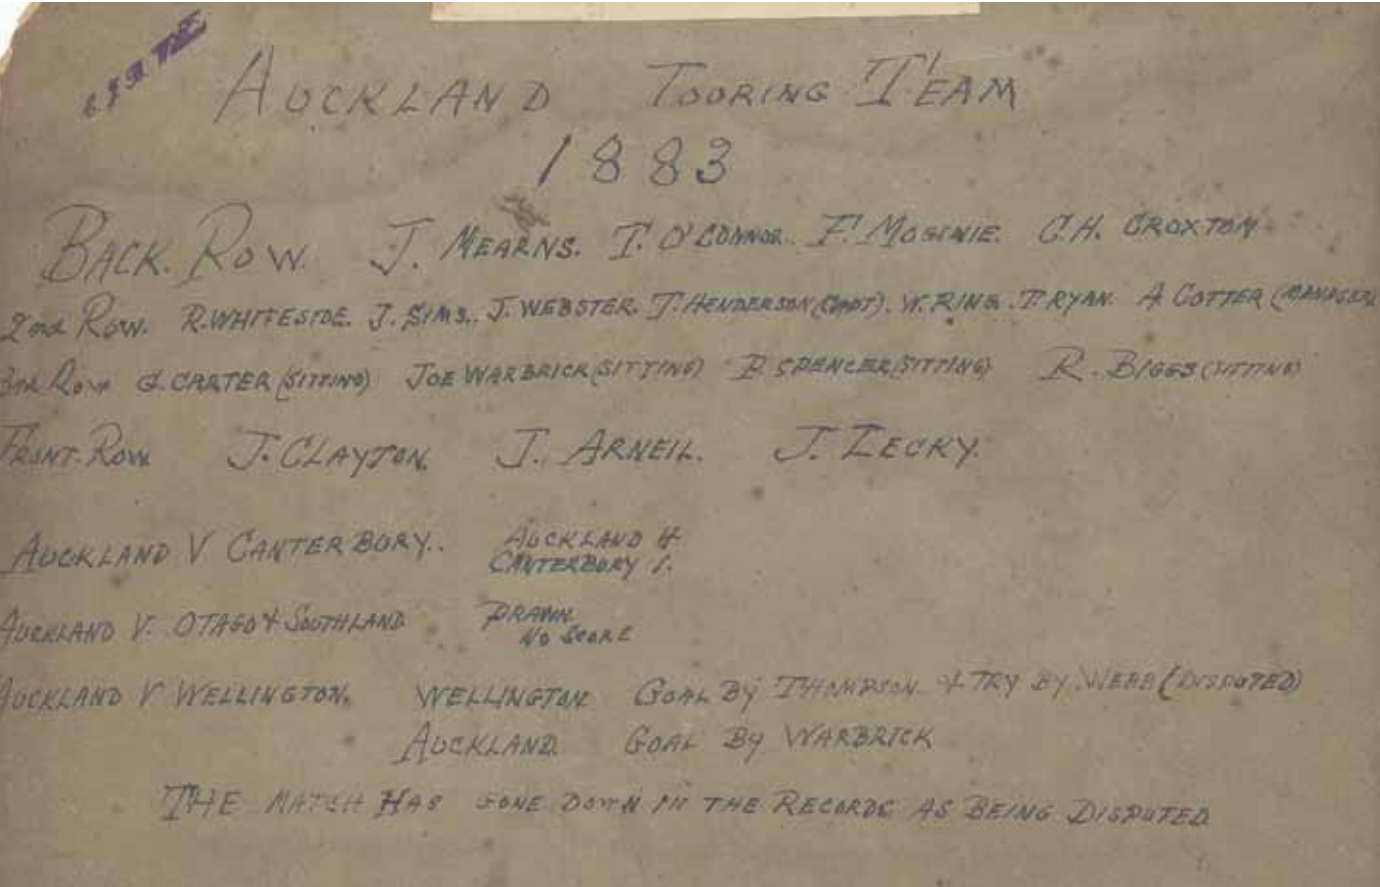 AUCKLAND TOURING TEAM
1883
BACK. ROW. J. MEARNS. T. O'CONNOR. F. MOGINIE. C.H. CROXTON
2nd ROW. R. WHITESIDE. J. SIMS. J. WEBSTER. T. HENDERSON (CAPT). W. RING. T. RYAN. A. COTTER (MANAGER)
3rd ROW G. CARTER (SITTING) JOE WARBRICK (SITTING) B. SPENCER (SITTING) R. BIGGS (SITTING)
FRONT. ROW J. CLAYTON. J. ARNEIL. J. LECKY.
AUCKLAND V CANTERBURY.. AUCKLAND 4
CANTERBURY 1.
AUCKLAND V. OTAGO & SOUTHLAND DRAWN
NO SCORE
AUCKLAND V WELLINGTON. WELLINGTON GOAL BY THOMPSON & TRY BY WEBB (DISPUTED)
AUCKLAND. GOAL BY WARBRICK
THE MATCH HAS GONE DOWN IN THE RECORDS AS BEING DISPUTED